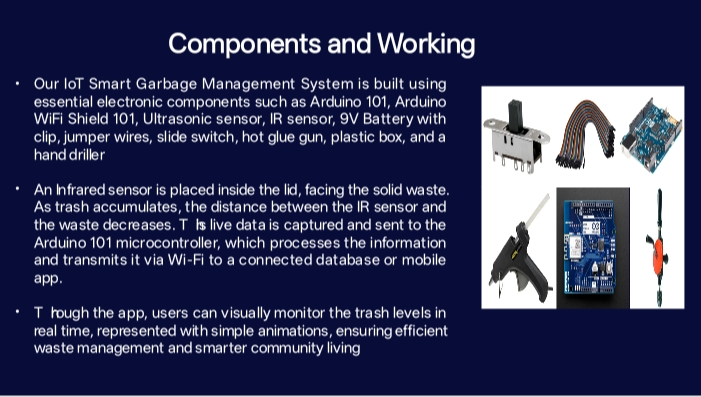 Components and Working
• Our IoT Smart Garbage Management System is built using
essential electronic components such as Arduino 101, Arduino
WiFi Shield 101, Ultrasonic sensor, IR sensor, 9V Battery with
clip, jumper wires, slide switch, hot glue gun, plastic box, and a
hand driller
• An Infrared sensor is placed inside the lid, facing the solid waste.
As trash accumulates, the distance between the IR sensor and
the waste decreases. This live data is captured and sent to the
Arduino 101 microcontroller, which processes the information
and transmits it via Wi-Fi to a connected database or mobile
app.
• Through the app, users can visually monitor the trash levels in
real time, represented with simple animations, ensuring efficient
waste management and smarter community living